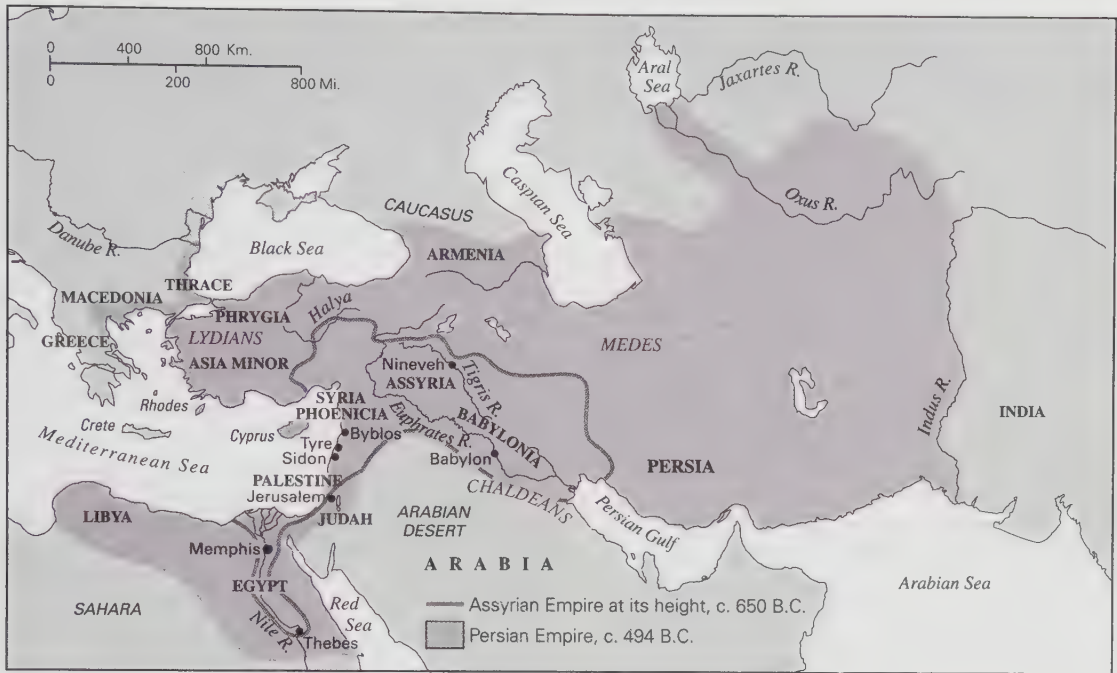 0 400 800 Km.
0 200 800 Mi.
Aral
Sea
Jaxartes R.
Caspian Sea
Oxus R.
CAUCASUS
Danube R.
Black Sea
ARMENIA
THRACE
MACEDONIA
PHRYGIA
Halya
GREECE
LYDIANS
MEDES
ASIA MINOR
Nineveh
ASSYRIA
Tigris R.
SYRIA
PHOENICIA
Rhodes
Crete
Cyprus
Byblos
Euphrates R.
BABYLONIA
Indus R.
INDIA
Mediterranean Sea
Tyre
Sidon
Babylon
PERSIA
PALESTINE
CHALDEANS
Jerusalem
JUDAH
LIBYA
ARABIAN
DESERT
Persian Gulf
Memphis
ARABIA
EGYPT
Arabian Sea
SAHARA
Red
Sea
Nile R.
Thebes
Assyrian Empire at its height, c. 650 B.C.
Persian Empire, c. 494 B.C.